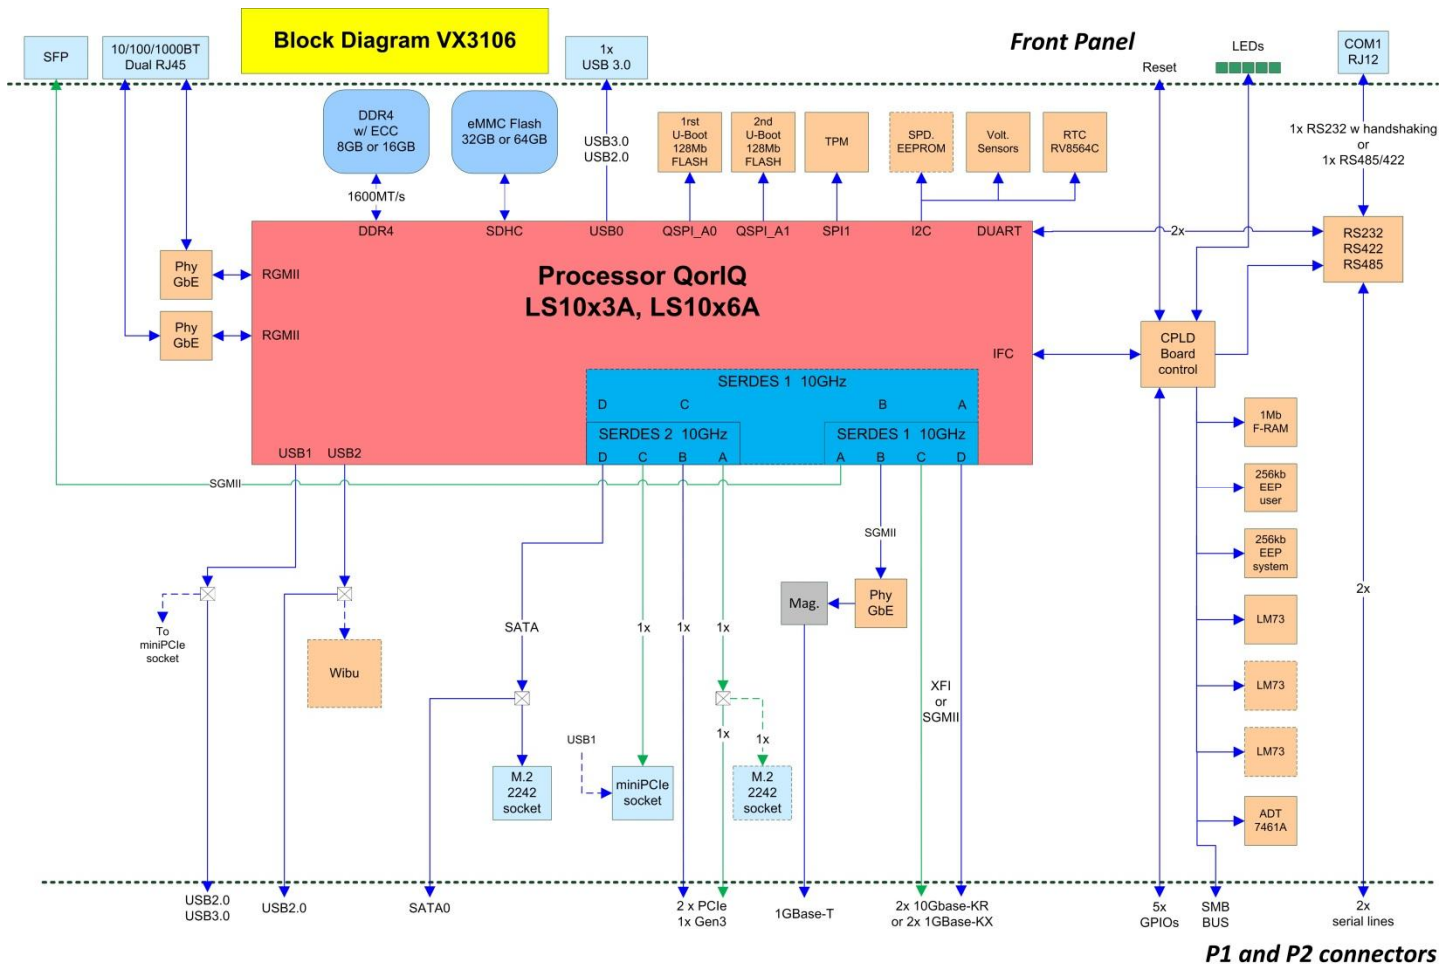 Block Diagram VX3106
Front Panel
SFP
10/100/1000BT
Dual RJ45
1x
USB 3.0
Reset
LEDs
COM1
RJ12
DDR4
w/ ECC
8GB or 16GB
eMMC Flash
32GB or 64GB
USB3.0
USB2.0
1rst
U-Boot
128Mb
FLASH
2nd
U-Boot
128Mb
FLASH
TPM
SPD.
EEPROM
Volt.
Sensors
RTC
RV8564C
1x RS232 w handshaking
or
1x RS485/422
1600MT/s
DDR4
SDHC
USB0
QSPI_A0
QSPI_A1
SPI1
I2C
DUART
2x
RS232
RS422
RS485
Phy
GbE
RGMII
Processor QorIQ
LS10x3A, LS10x6A
Phy
GbE
RGMII
IFC
CPLD
Board
control
SERDES 1 10GHz
D
C
B
A
SERDES 2 10GHz
D
C
B
A
SERDES 1 10GHz
A
B
C
D
USB1
USB2
SGMII
1Mb
F-RAM
256kb
EEP
user
256kb
EEP
system
SGMII
Phy
GbE
Mag.
2x
To
miniPCIe
socket
Wibu
SATA
1x
1x
1x
LM73
LM73
LM73
ADT
7461A
XFI
or
SGMII
USB1
1x
1x
M.2
2242
socket
miniPCIe
socket
M.2
2242
socket
USB2.0
USB3.0
USB2.0
SATA0
2 x PCIe
1x Gen3
1GBase-T
2x 10Gbase-KR
or 2x 1GBase-KX
5x
GPIOs
SMB
BUS
2x
serial lines
P1 and P2 connectors